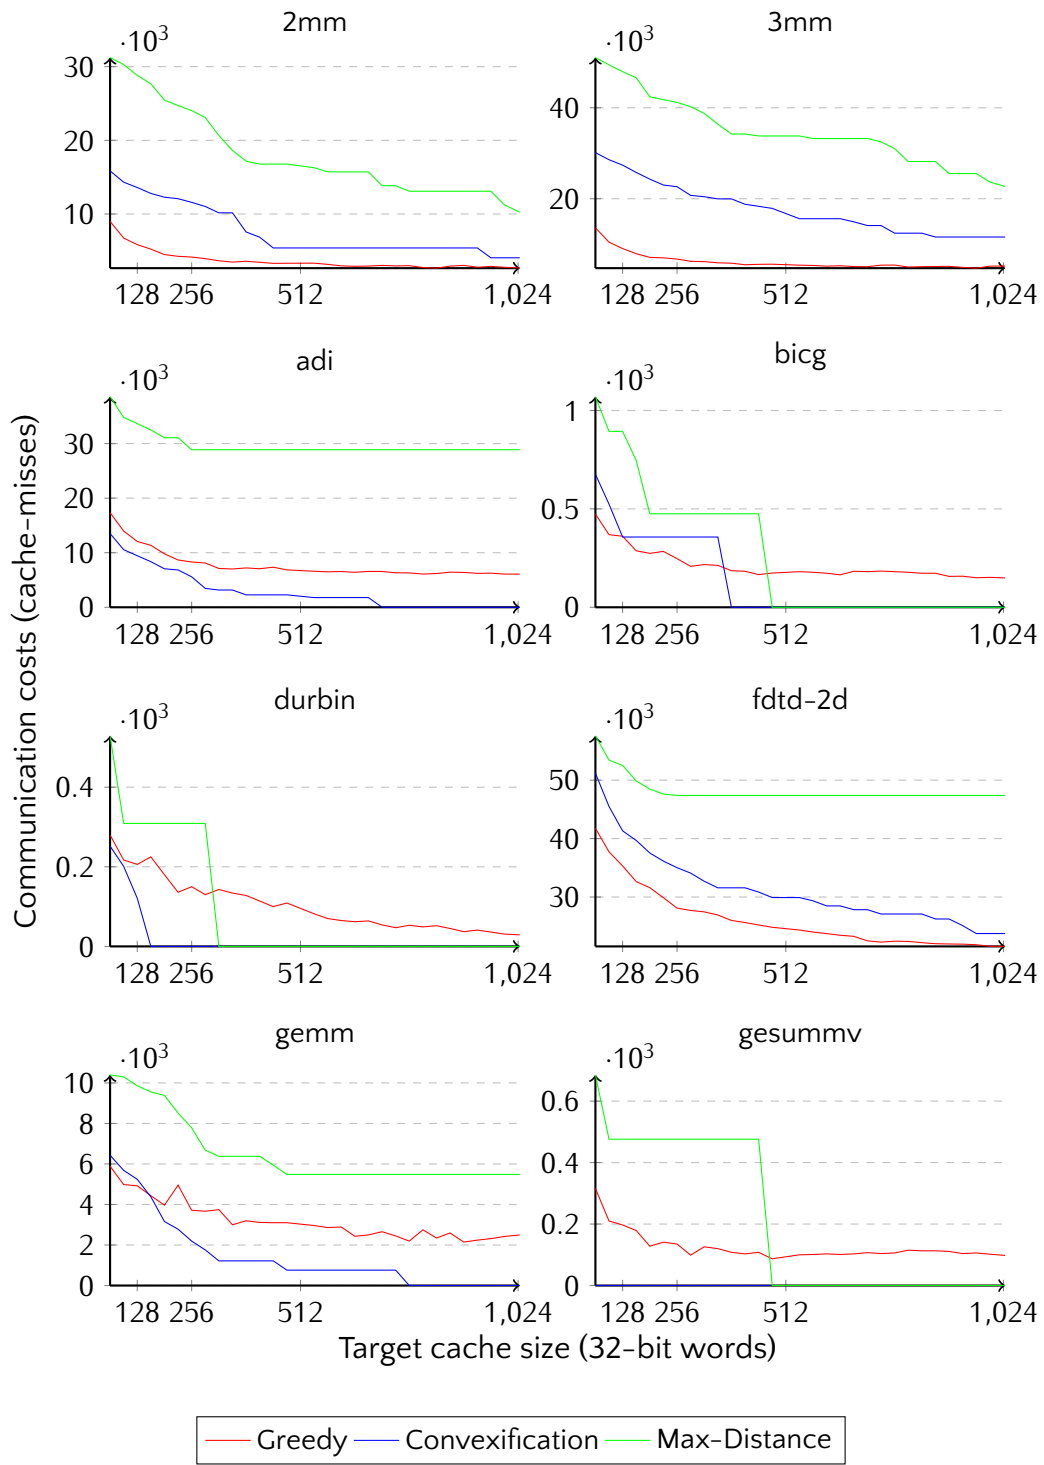 2mm
·10³
30
20
10
128 256 512 1,024
3mm
·10³
40
20
128 256 512 1,024
adi
·10³
30
20
10
0
128 256 512 1,024
bicg
·10³
1
0.5
0
128 256 512 1,024
Communication costs (cache-misses)
durbin
·10³
0.4
0.2
0
128 256 512 1,024
fdtd-2d
·10³
50
40
30
128 256 512 1,024
gemm
·10³
10
8
6
4
2
0
128 256 512 1,024
gesummv
·10³
0.6
0.4
0.2
0
128 256 512 1,024
Target cache size (32-bit words)
Greedy Convexification Max-Distance